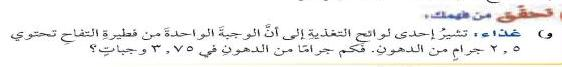 تحقق من فهمك:
و) غذاء: تشيرُ إحدى لوائحِ التغذيةِ إلى أنَّ الوجبةَ الواحدةَ من فطيرةِ التفاحِ تحتوي
٢,٥ جرامٍ من الدهونِ. فكم جرامًا من الدهونِ في ٣,٧٥ وجباتٍ؟